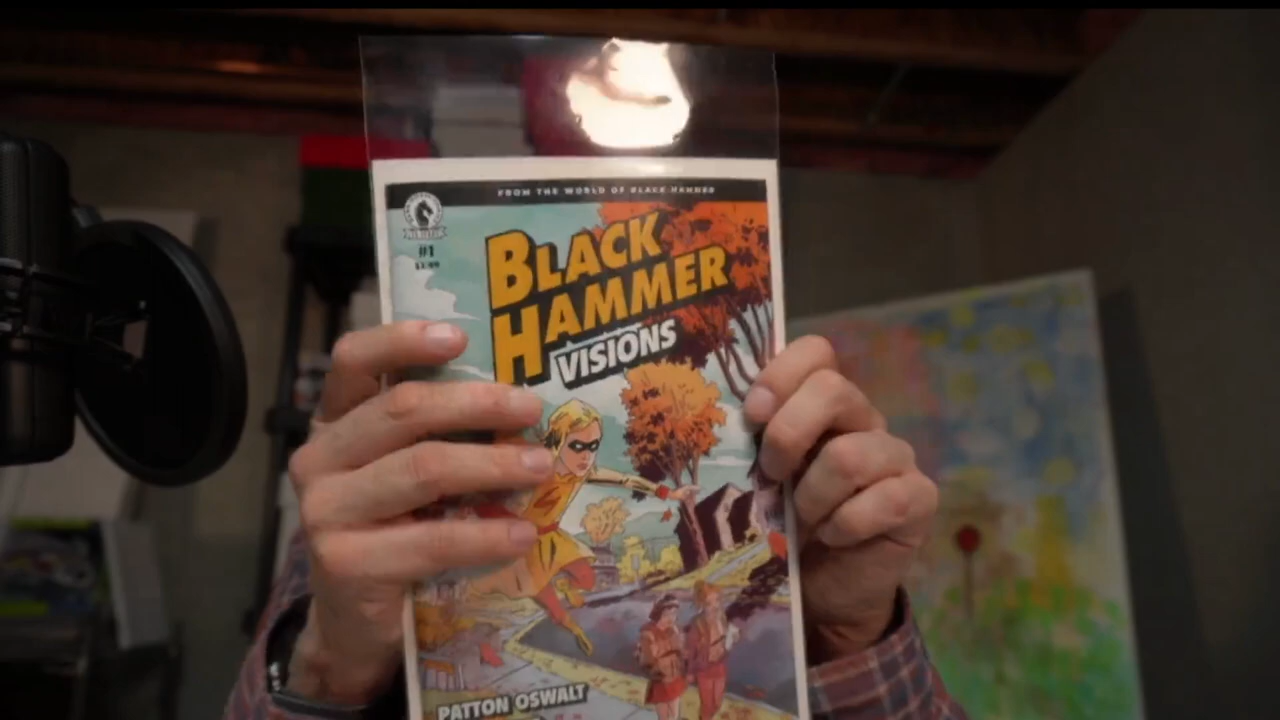 FROM THE WORLD OF BLACK HAMMER
#1
BLACK
HAMMER
VISIONS
PATTON OSWALT